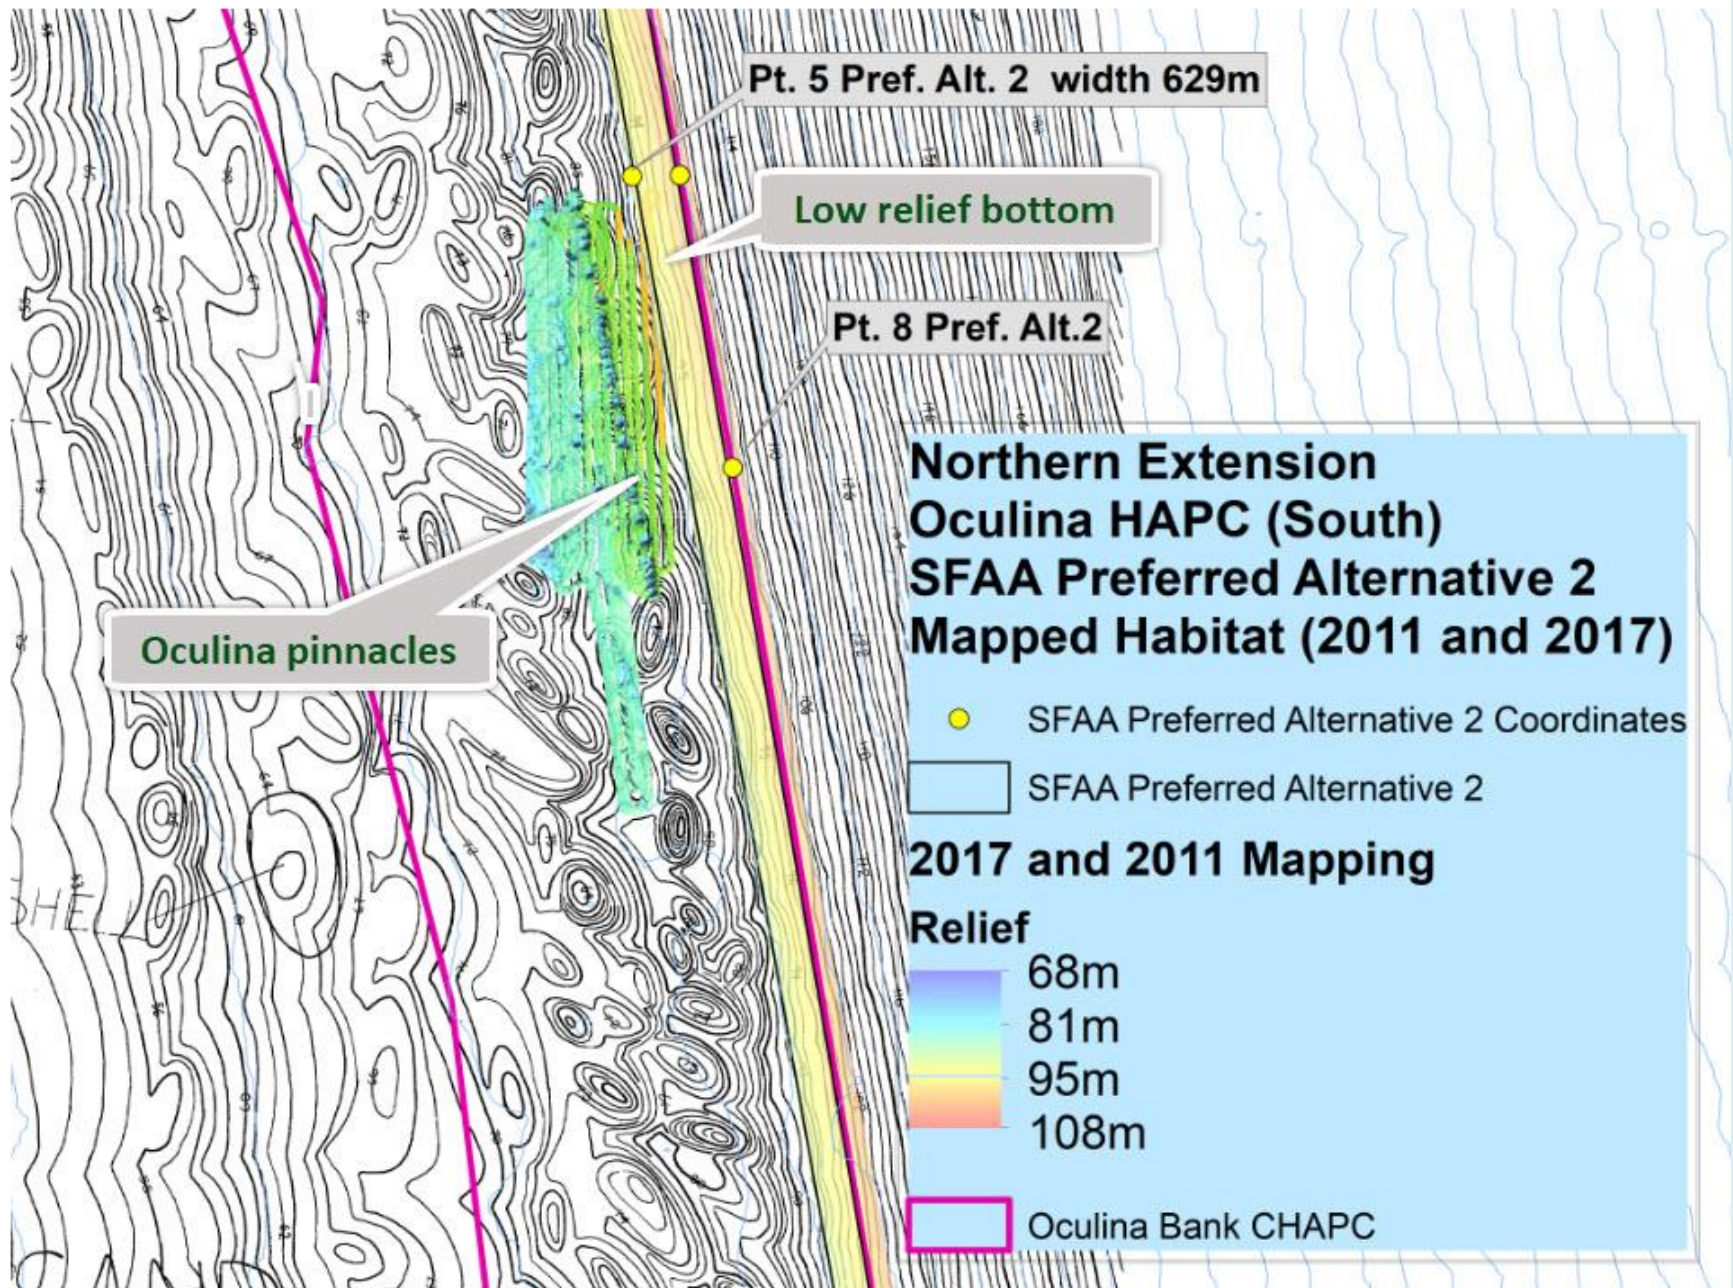 Pt. 5 Pref. Alt. 2 width 629m
Low relief bottom
Pt. 8 Pref. Alt.2
Oculina pinnacles
Northern Extension
Oculina HAPC (South)
SFAA Preferred Alternative 2
Mapped Habitat (2011 and 2017)
SFAA Preferred Alternative 2 Coordinates
SFAA Preferred Alternative 2
2017 and 2011 Mapping
Relief
68m
81m
95m
108m
Oculina Bank CHAPC